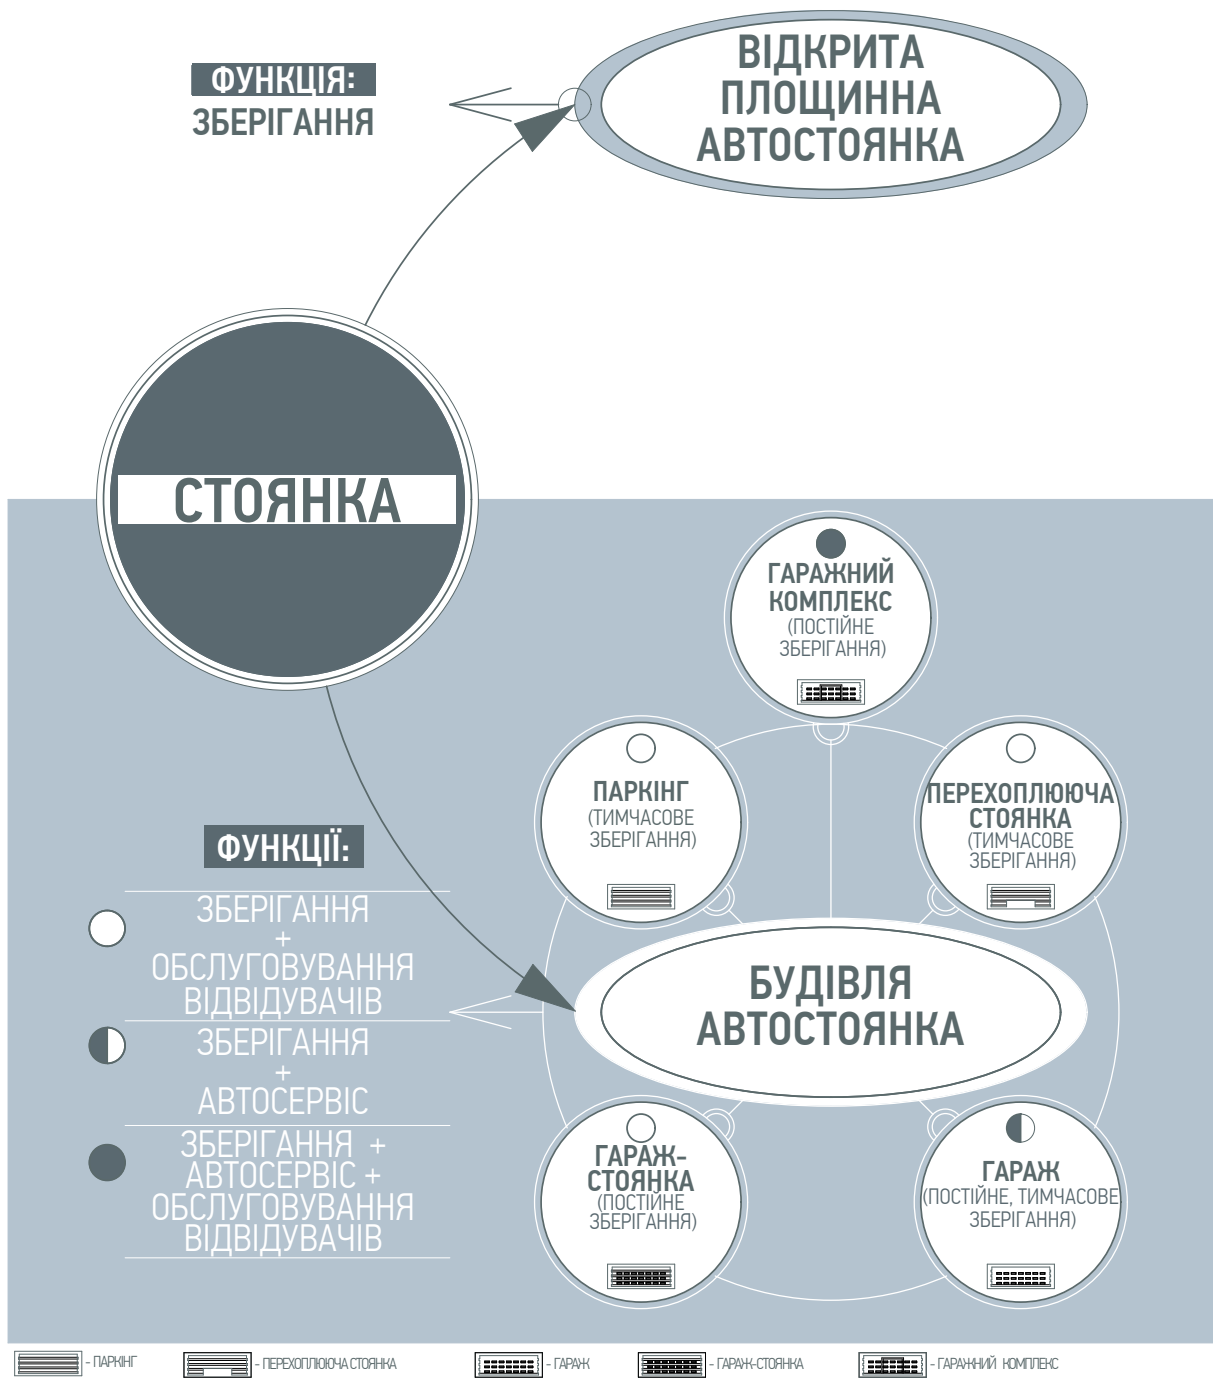 ФУНКЦІЯ:
ЗБЕРІГАННЯ
ВІДКРИТА
ПЛОЩИННА
АВТОСТОЯНКА
СТОЯНКА
ГАРАЖНИЙ
КОМПЛЕКС
(ПОСТІЙНЕ
ЗБЕРІГАННЯ)
ПАРКІНГ
(ТИМЧАСОВЕ
ЗБЕРІГАННЯ)
ПЕРЕХОПЛЮЮЧА
СТОЯНКА
(ТИМЧАСОВЕ
ЗБЕРІГАННЯ)
БУДІВЛЯ
АВТОСТОЯНКА
ФУНКЦІЇ:
ЗБЕРІГАННЯ
+
ОБСЛУГОВУВАННЯ
ВІДВІДУВАЧІВ
ЗБЕРІГАННЯ
+
АВТОСЕРВІС
ЗБЕРІГАННЯ +
АВТОСЕРВІС +
ОБСЛУГОВУВАННЯ
ВІДВІДУВАЧІВ
ГАРАЖ-
СТОЯНКА
(ПОСТІЙНЕ
ЗБЕРІГАННЯ)
ГАРАЖ
(ПОСТІЙНЕ, ТИМЧАСОВЕ
ЗБЕРІГАННЯ)
- ПАРКІНГ
- ПЕРЕХОПЛЮЮЧА СТОЯНКА
- ГАРАЖ
- ГАРАЖ-СТОЯНКА
- ГАРАЖНИЙ КОМПЛЕКС